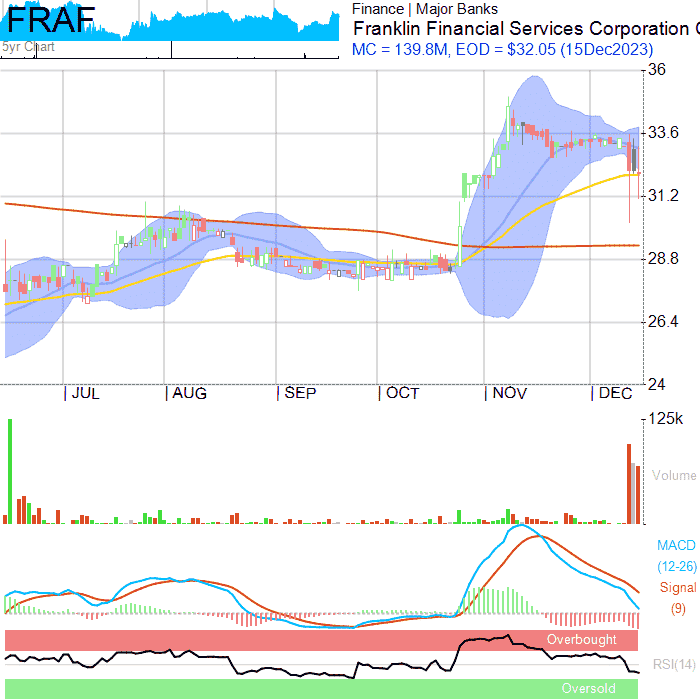 FRAF
5yr Chart
Finance | Major Banks
Franklin Financial Services Corporation
MC = 139.8M, EOD = $32.05 (15Dec2023)
36
33.6
31.2
28.8
26.4
24
JUL AUG SEP OCT NOV DEC
125k
Volume
MACD
(12-26)
Signal
(9)
Overbought
RSI(14)
Oversold